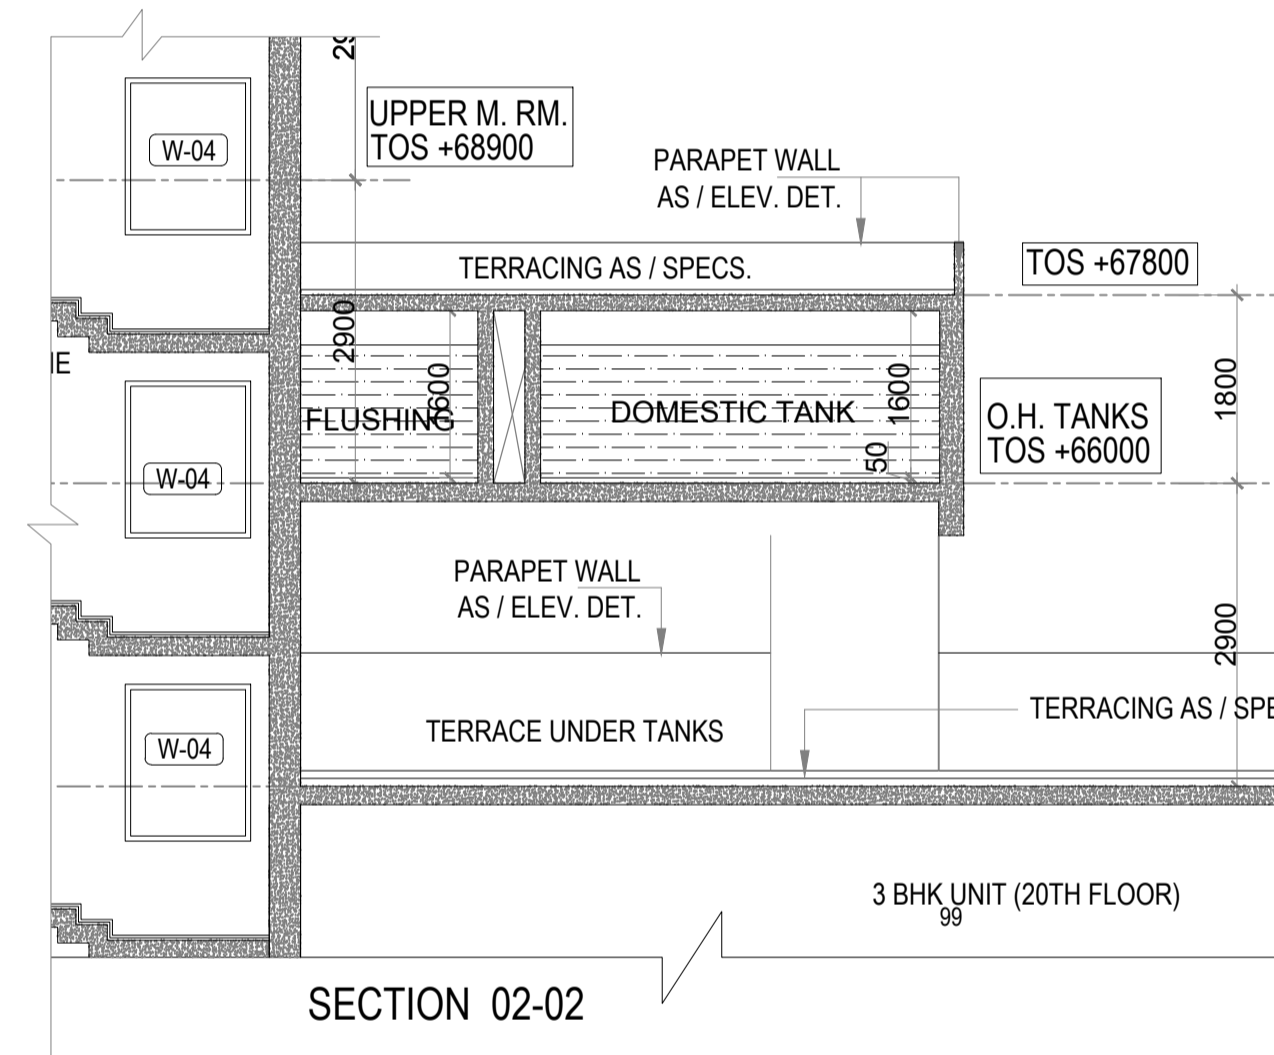 29
UPPER M. RM.
TOS +68900
W-04
PARAPET WALL
AS / ELEV. DET.
TERRACING AS / SPECS.
TOS +67800
2900
1600
FLUSHING
DOMESTIC TANK
1600
50
1800
O.H. TANKS
TOS +66000
IE
W-04
PARAPET WALL
AS / ELEV. DET.
2900
TERRACING AS / SPE
TERRACE UNDER TANKS
W-04
3 BHK UNIT (20TH FLOOR)
99
SECTION 02-02